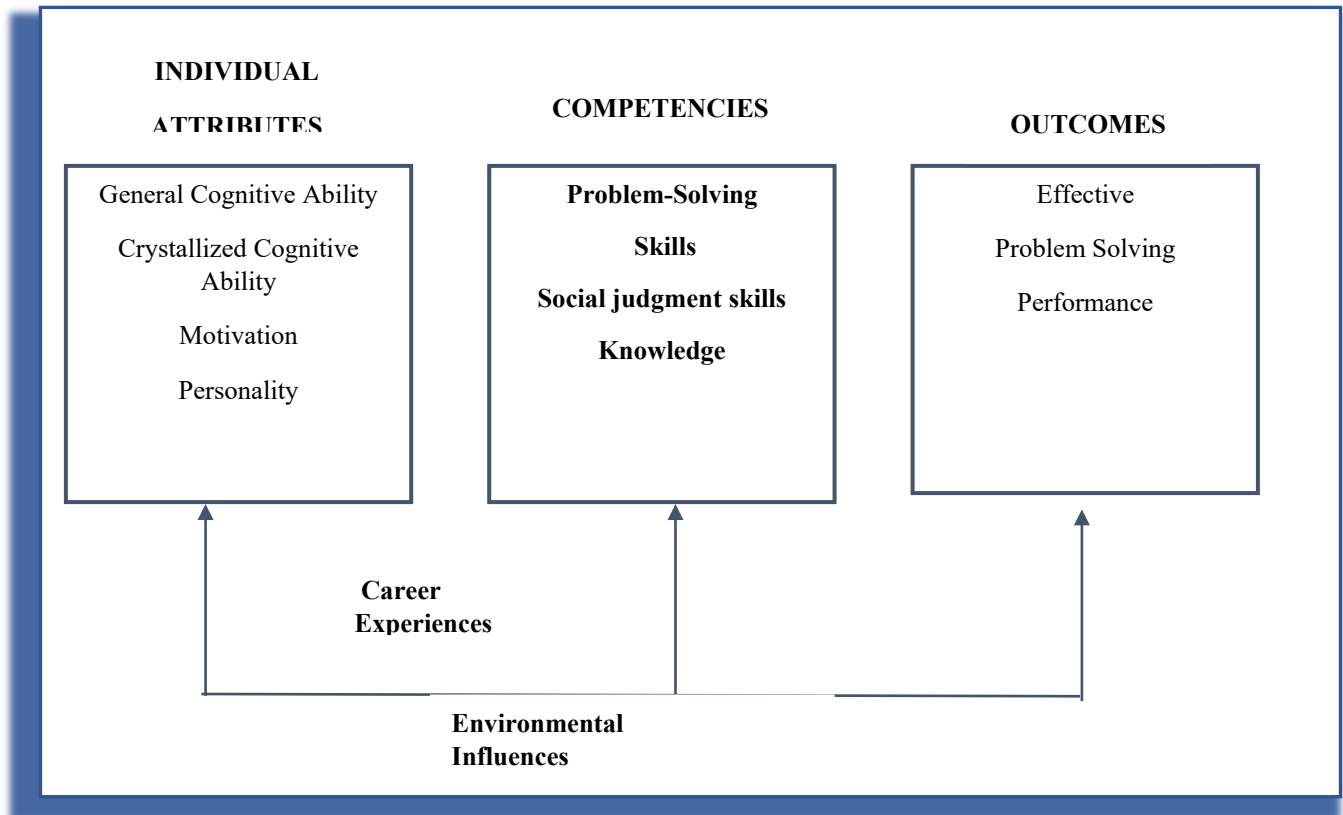 INDIVIDUAL
ATTRIBUTES
General Cognitive Ability
Crystallized Cognitive
Ability
Motivation
Personality
COMPETENCIES
Problem-Solving
Skills
Social judgment skills
Knowledge
OUTCOMES
Effective
Problem Solving
Performance
Career
Experiences
Environmental
Influences